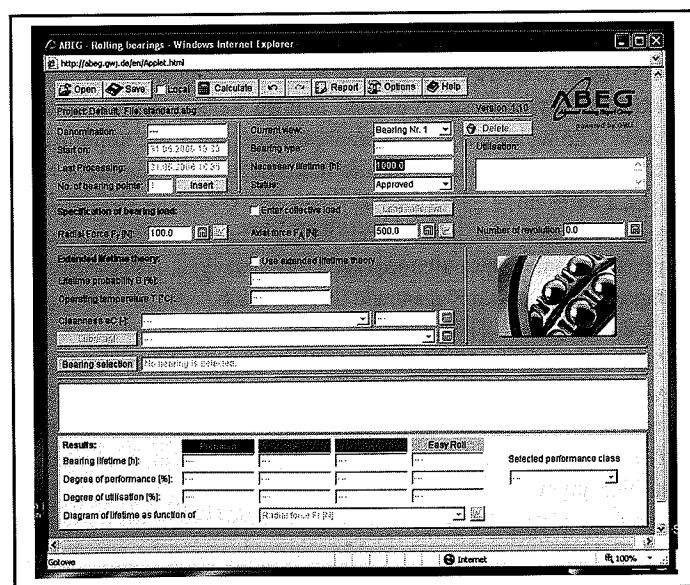 ABEG - Rolling bearings - Windows Internet Explorer
http://abeg.gwj.de/en/Applet.html
Open Save Local Calculate Report Options Help
Project: Default, File: standard.abg Version 1.10
ABEG
Denomination: --- Current view: Bearing Nr. 1 Delete
Start on: Bearing type: --- Utilisation:
Last Processing: Necessary lifetime [h]: 1000.0
No. of bearing points: 1 Insert Status: Approved
Specification of bearing load: Enter collective load
Radial Force Fr [N]: 100.0 Axial force FA [N]: 500.0 Number of revolution: 0.0
Extended lifetime theory: Use extended lifetime theory
Lifetime probability B [%]: ---
Operating temperature T [°C]: ---
Cleanness aC [-]: --- ---
Lubricant ---
Bearing selection No bearing is selected.
Results: Easy Roll
Bearing lifetime [h]: --- --- --- --- Selected performance class
Degree of performance [%]: --- --- --- --- ---
Degree of utilisation [%]: --- --- --- ---
Diagram of lifetime as function of Radial force Fr [N]
Gotowe Internet 100%